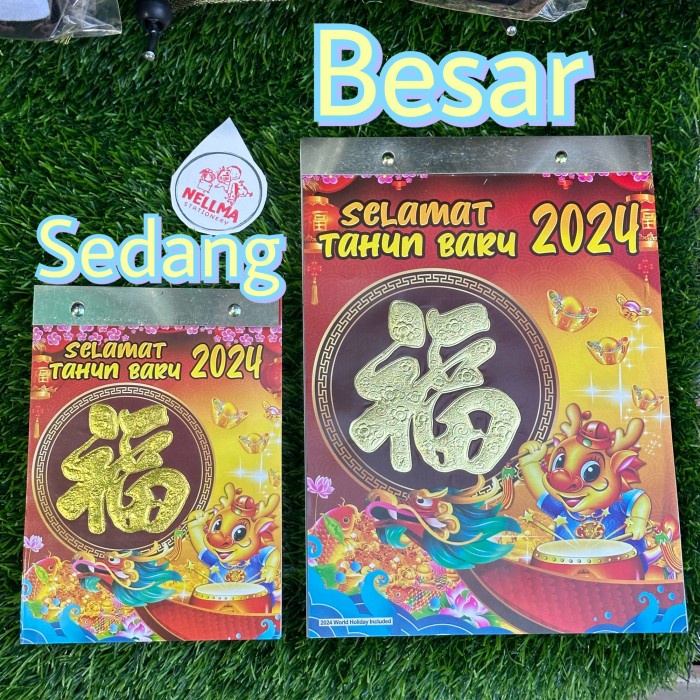 Besar
NELLMA
STATIONERY
Sedang
SELAMAT
TAHUN BARU 2024
福
2024 World Holiday Included
SELAMAT
TAHUN BARU 2024
福